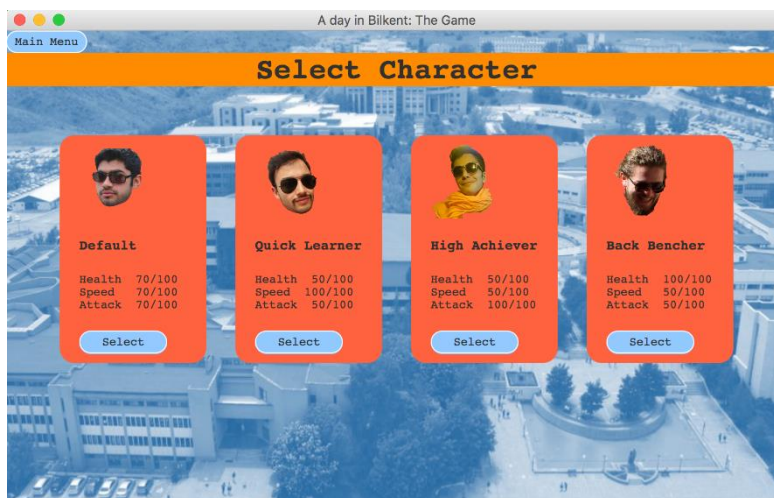 A day in Bilkent: The Game
Main Menu
Select Character
Default
Health 70/100
Speed 70/100
Attack 70/100
Select
Quick Learner
Health 50/100
Speed 100/100
Attack 50/100
Select
High Achiever
Health 50/100
Speed 50/100
Attack 100/100
Select
Back Bencher
Health 100/100
Speed 50/100
Attack 50/100
Select